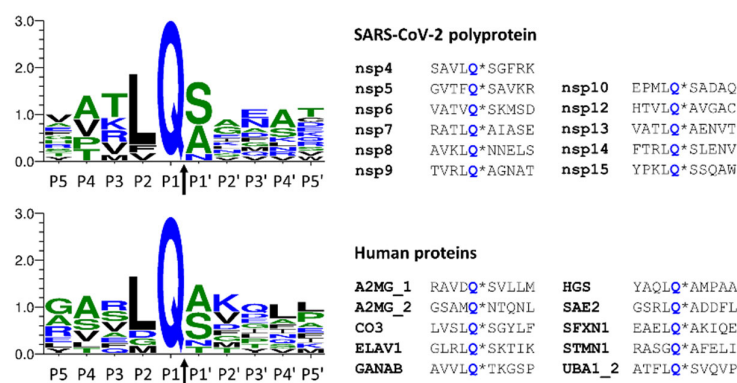 SARS-CoV-2 polyprotein
nsp4 SAVLQ*SGFRK
nsp5 GVTFQ*SAVKR nsp10 EPMLQ*SADAQ
nsp6 VATVQ*SKMSD nsp12 HTVLQ*AVGAC
nsp7 RATLQ*AIASE nsp13 VATLQ*AENVT
nsp8 AVKLQ*NNELS nsp14 FTRLQ*SLENV
nsp9 TVRLQ*AGNAT nsp15 YPKLQ*SSQAW
3.0
2.0
1.0
0.0
P5 P4 P3 P2 P1 P1' P2' P3' P4' P5'
Human proteins
A2MG_1 RAVDQ*SVLLM HGS YAQLQ*AMPAA
A2MG_2 GSAMQ*NTQNL SAE2 GSRLQ*ADDFL
CO3 LVSLQ*SGYLF SFXN1 EAELQ*AKIQE
ELAV1 GLRLQ*SKTIK STMN1 RASGQ*AFELI
GANAB AVVLQ*TKGSP UBA1_2 ATFLQ*SVQVP
3.0
2.0
1.0
0.0
P5 P4 P3 P2 P1 P1' P2' P3' P4' P5'